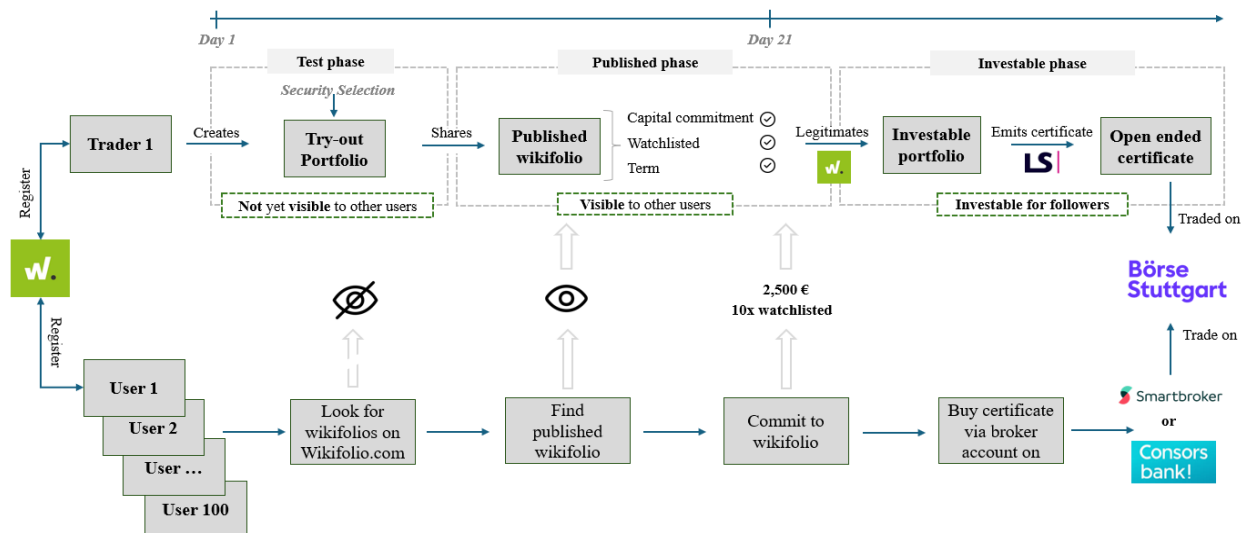 Day 1
Day 21
Test phase
Published phase
Investable phase
Security Selection
Trader 1
Creates
Try-out
Portfolio
Shares
Published
wikifolio
Capital commitment
Watchlisted
Term
Legitimates
w.
Investable
portfolio
Emits certificate
LS
Open ended
certificate
Not yet visible to other users
Visible to other users
Investable for followers
Traded on
Register
w.
Register
Börse
Stuttgart
2,500 €
10x watchlisted
Trade on
User 1
User 2
User …
User 100
Look for
wikifolios on
Wikifolio.com
Find
published
wikifolio
Commit to
wikifolio
Buy certificate
via broker
account on
Smartbroker
or
Consors
bank!